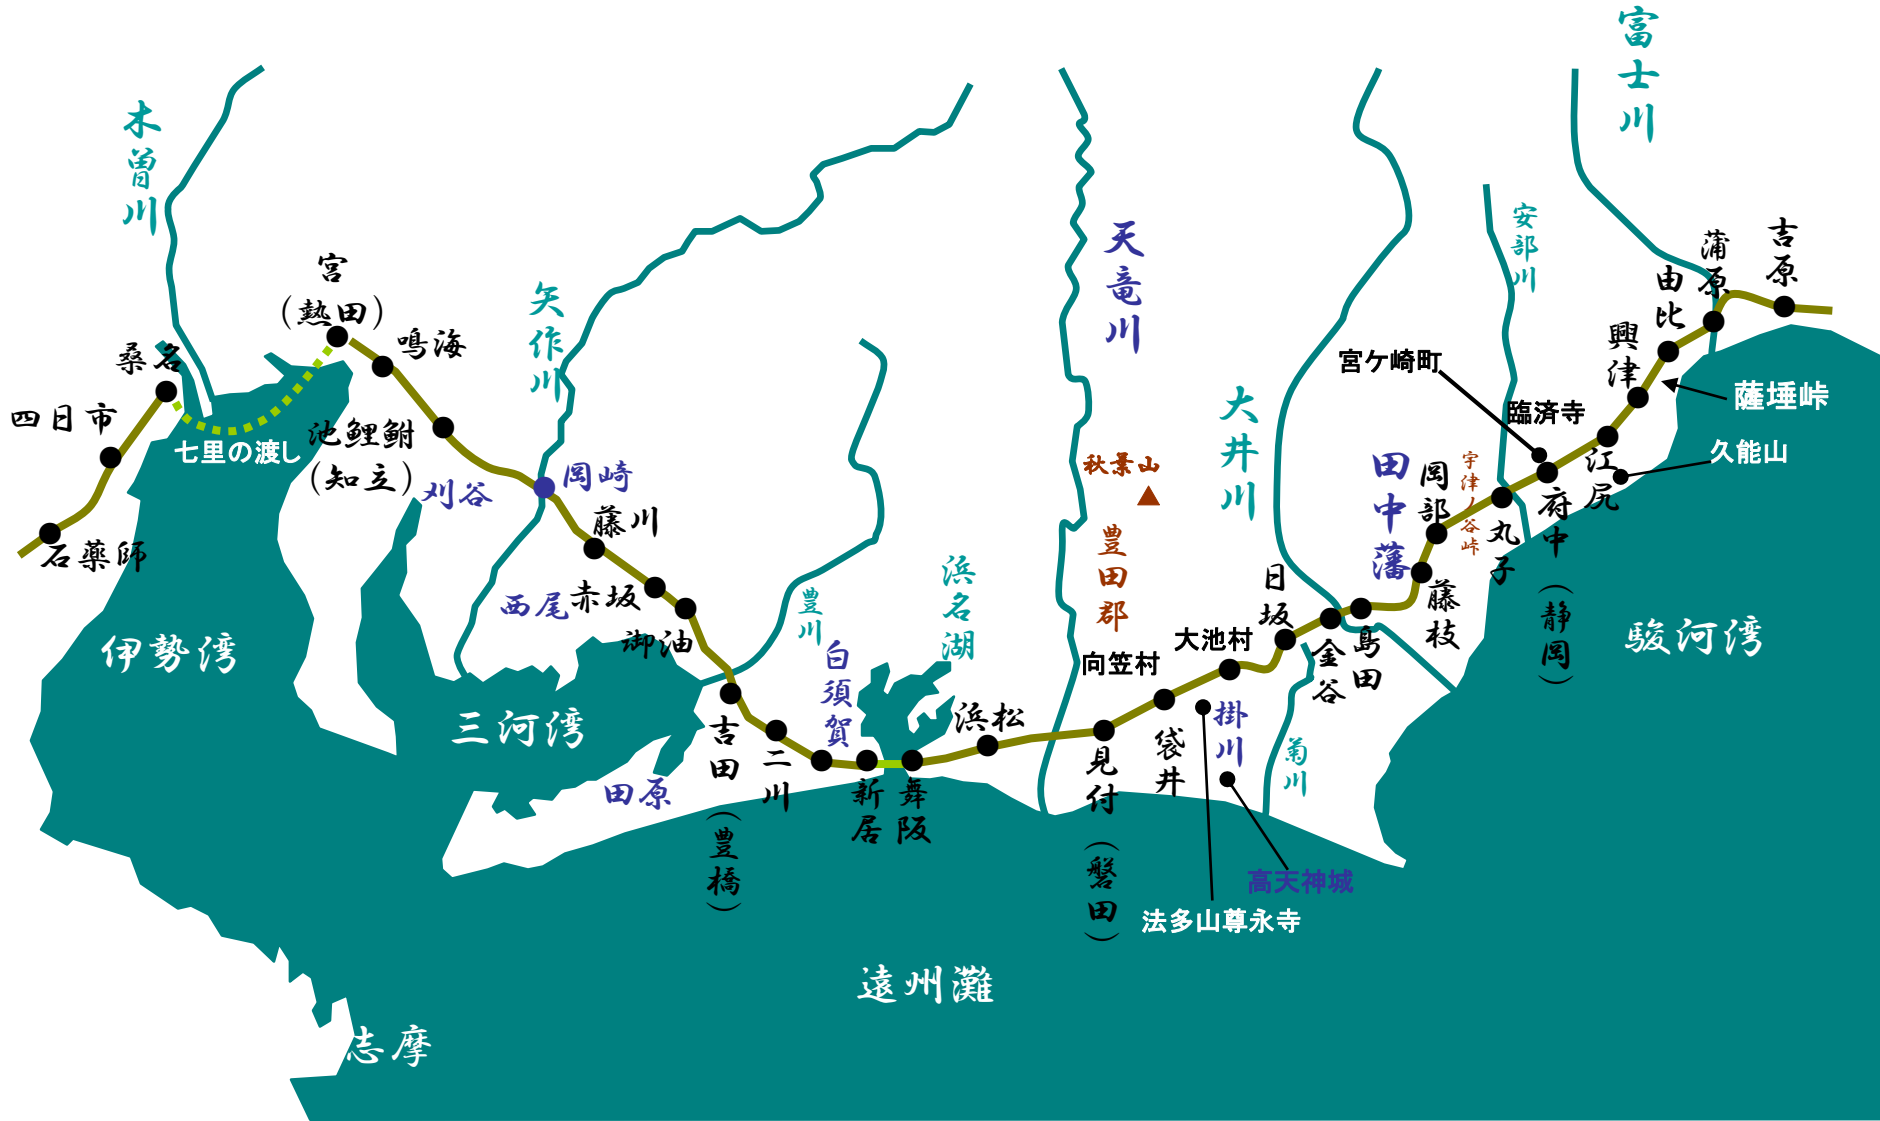 木曽川
宮
(熱田)
桑名
四日市
石薬師
七里の渡し
鳴海
池鯉鮒
(知立)
刈谷
矢作川
岡崎
藤川
西尾
赤坂
御油
豊川
伊勢湾
三河湾
田原
吉田
(豊橋)
二川
白須賀
新居
舞阪
浜名湖
浜松
天竜川
秋葉山
豊田郡
見付
(磐田)
向笠村
袋井
大池村
掛川
高天神城
法多山尊永寺
菊川
日坂
金谷
島田
大井川
田中藩
藤枝
岡部
宇津ノ谷峠
丸子
安部川
府中
(静岡)
宮ケ崎町
臨済寺
江尻
久能山
興津
薩埵峠
由比
蒲原
富士川
吉原
駿河湾
遠州灘
志摩